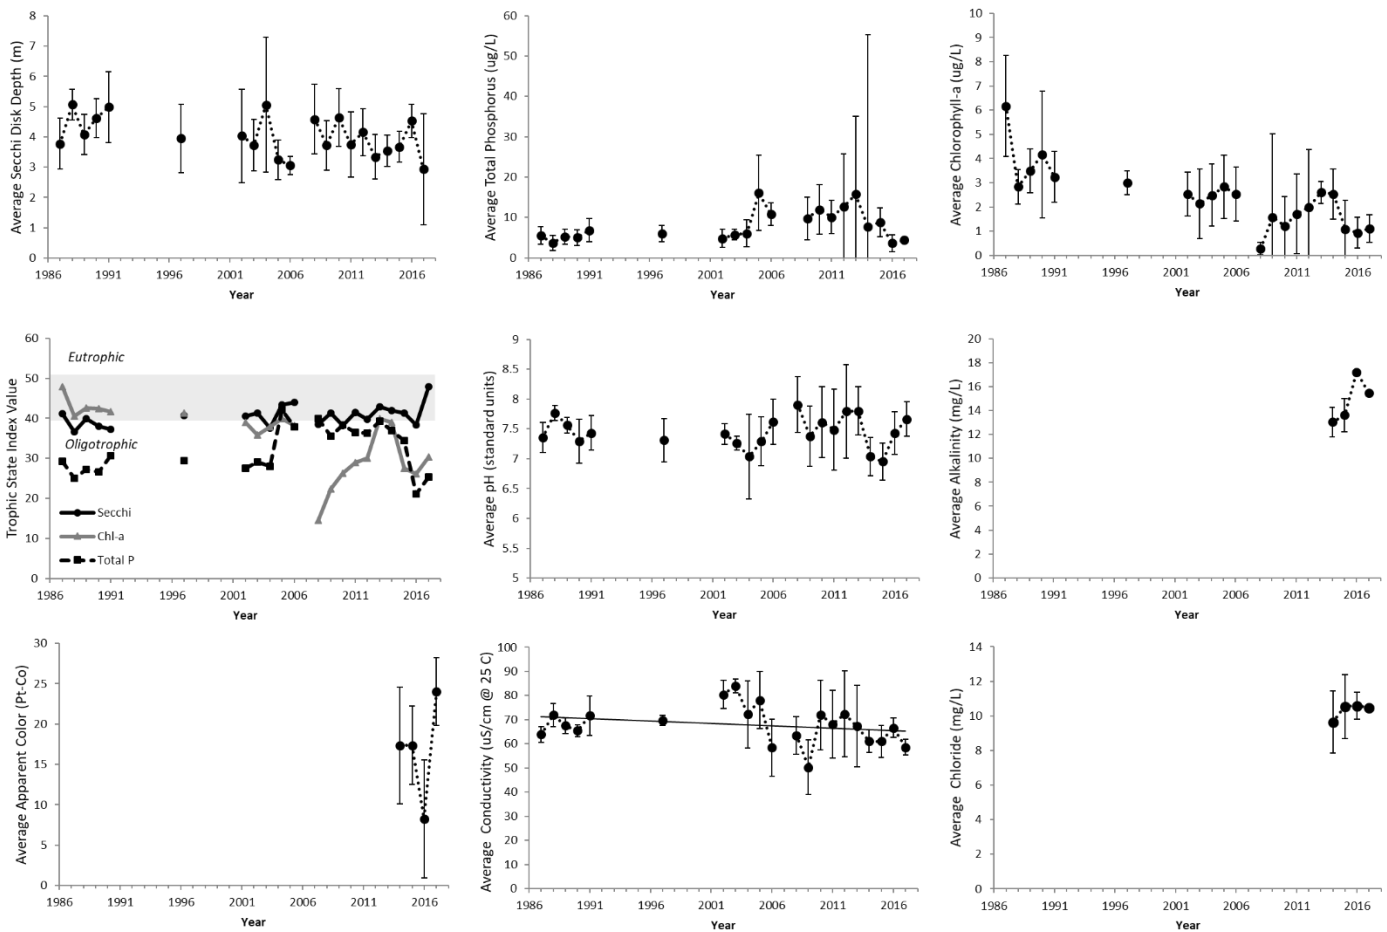 Average Secchi Disk Depth (m)
8
7
6
5
4
3
2
1
0
1986 1991 1996 2001 2006 2011 2016
Year
Average Total Phosphorus (ug/L)
60
50
40
30
20
10
0
1986 1991 1996 2001 2006 2011 2016
Year
Average Chlorophyll-a (ug/L)
10
9
8
7
6
5
4
3
2
1
0
1986 1991 1996 2001 2006 2011 2016
Year
Trophic State Index Value
60
50
40
30
20
10
0
Eutrophic
Oligotrophic
Secchi
Chl-a
Total P
1986 1991 1996 2001 2006 2011 2016
Year
Average pH (standard units)
9
8.5
8
7.5
7
6.5
6
5.5
5
1986 1991 1996 2001 2006 2011 2016
Year
Average Alkalinity (mg/L)
20
18
16
14
12
10
8
6
4
2
0
1986 1991 1996 2001 2006 2011 2016
Year
Average Apparent Color (Pt-Co)
30
25
20
15
10
5
0
1986 1991 1996 2001 2006 2011 2016
Year
Average Conductivity (uS/cm @ 25 C)
100
90
80
70
60
50
40
30
20
10
0
1986 1991 1996 2001 2006 2011 2016
Year
Average Chloride (mg/L)
14
12
10
8
6
4
2
0
1986 1991 1996 2001 2006 2011 2016
Year